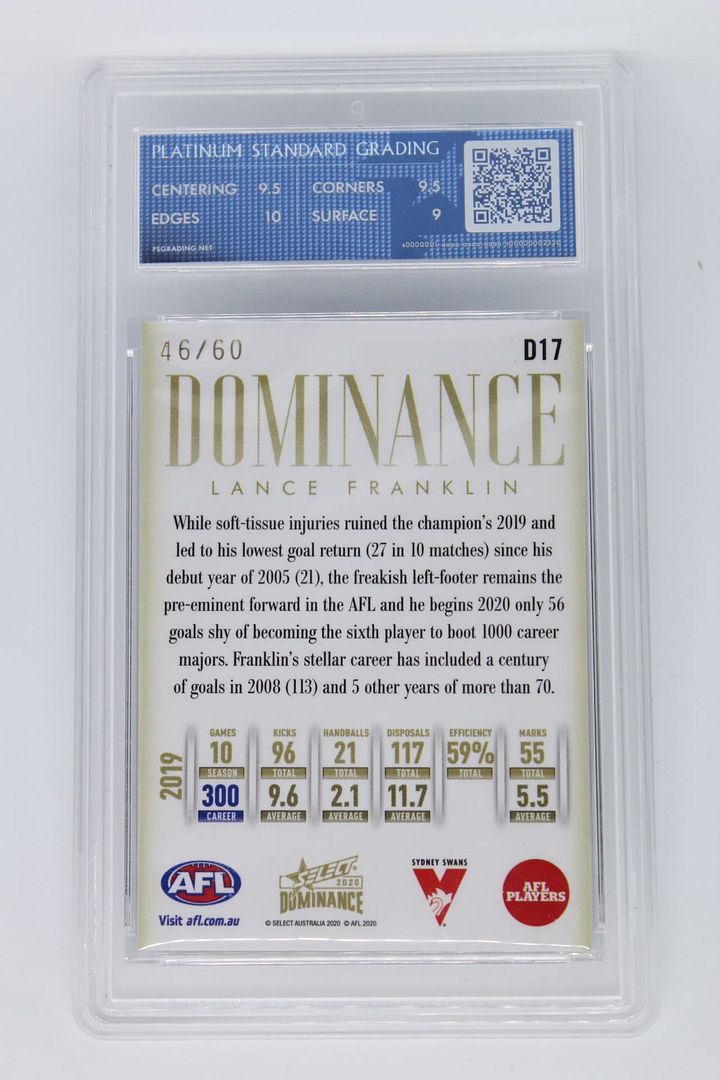 PLATINUM STANDARD GRADING
CENTERING 9.5 CORNERS 9.5
EDGES 10 SURFACE 9
PSGRADING.NET
46/60 D17
DOMINANCE
LANCE FRANKLIN
While soft-tissue injuries ruined the champion's 2019 and
led to his lowest goal return (27 in 10 matches) since his
debut year of 2005 (21), the freakish left-footer remains the
pre-eminent forward in the AFL and he begins 2020 only 56
goals shy of becoming the sixth player to boot 1000 career
majors. Franklin's stellar career has included a century
of goals in 2008 (113) and 5 other years of more than 70.
2019
GAMES KICKS HANDBALLS DISPOSALS EFFICIENCY MARKS
10 96 21 117 59% 55
SEASON TOTAL TOTAL TOTAL TOTAL TOTAL
300 9.6 2.1 11.7 5.5
CAREER AVERAGE AVERAGE AVERAGE AVERAGE
AFL
Visit afl.com.au
SELECT
2020
DOMINANCE
© SELECT AUSTRALIA 2020 © AFL 2020
SYDNEY SWANS
AFL
PLAYERS